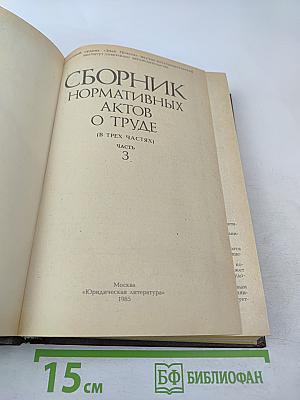 СБОРНИК
НОРМАТИВНЫХ
АКТОВ
О ТРУДЕ
(В ТРЕХ ЧАСТЯХ)
ЧАСТЬ
3
Москва
«Юридическая литература»
1985
15 см
БФ БИБЛИОФАН